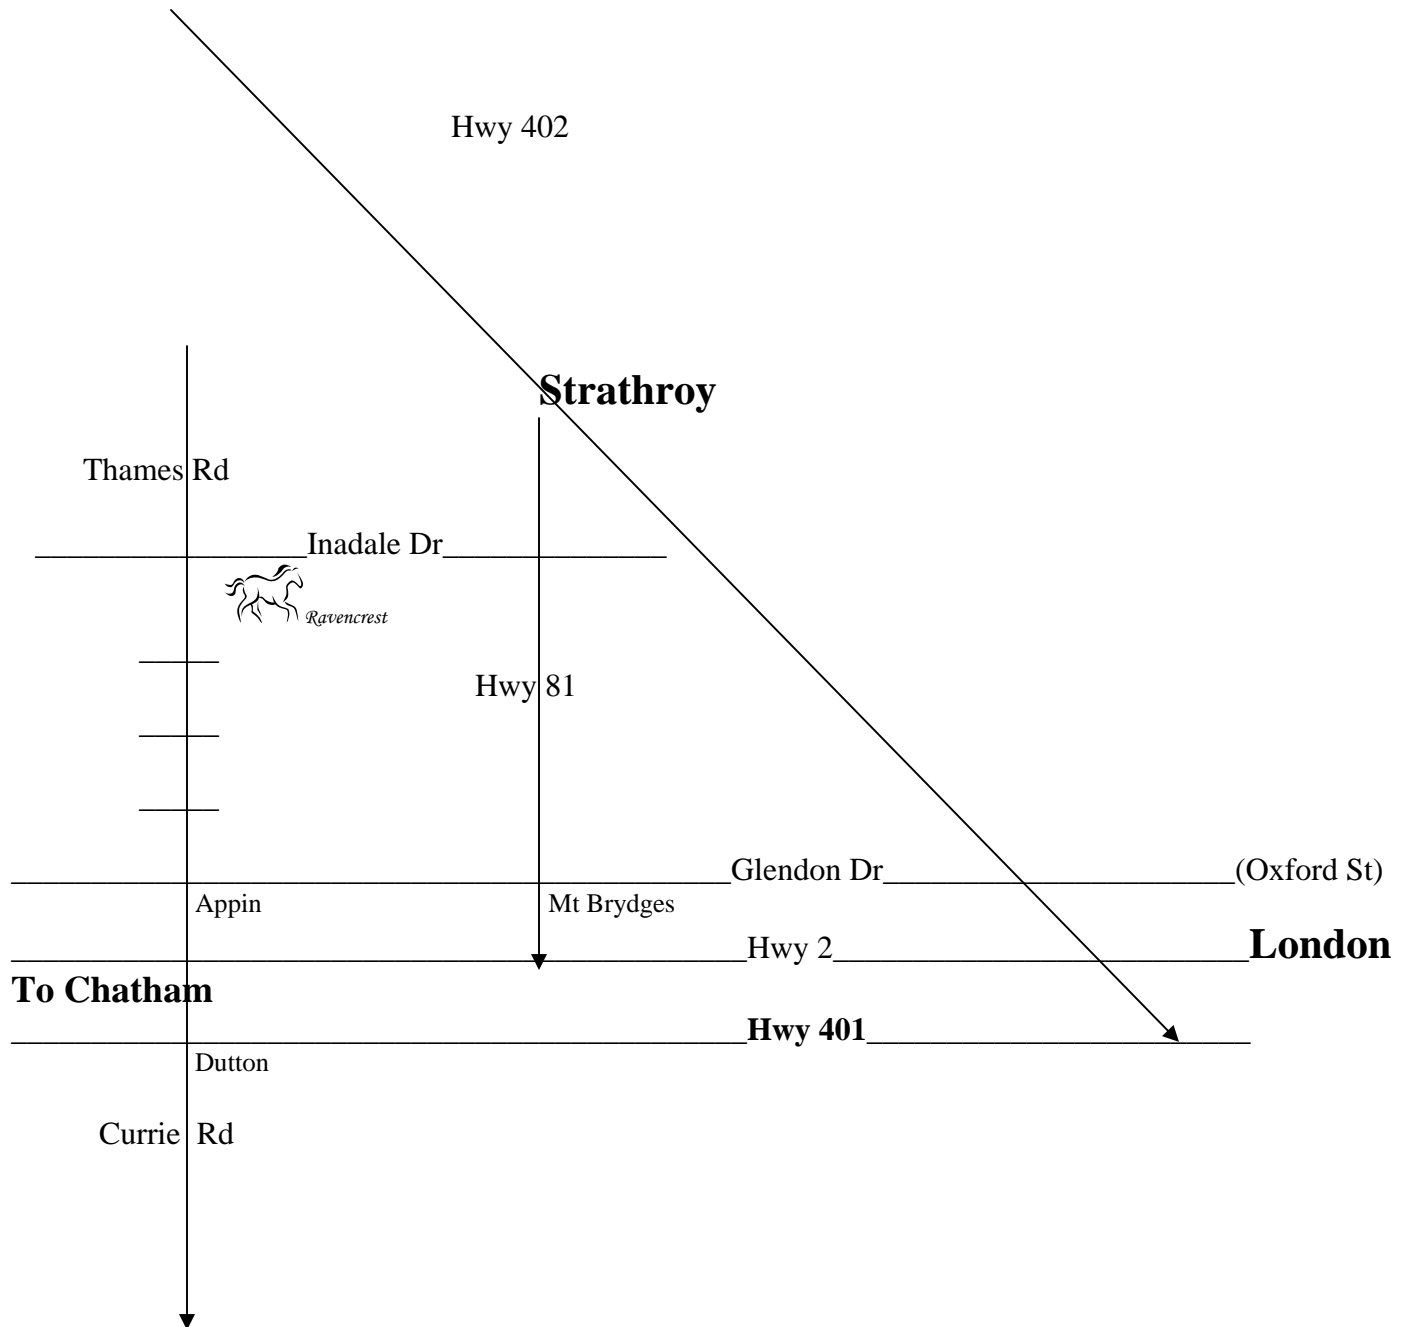 Hwy 402
Strathroy
Thames Rd
Inadale Dr
Ravencrest
Hwy 81
Glendon Dr (Oxford St)
Appin Mt Brydges
Hwy 2 London
To Chatham
Hwy 401
Dutton
Currie Rd